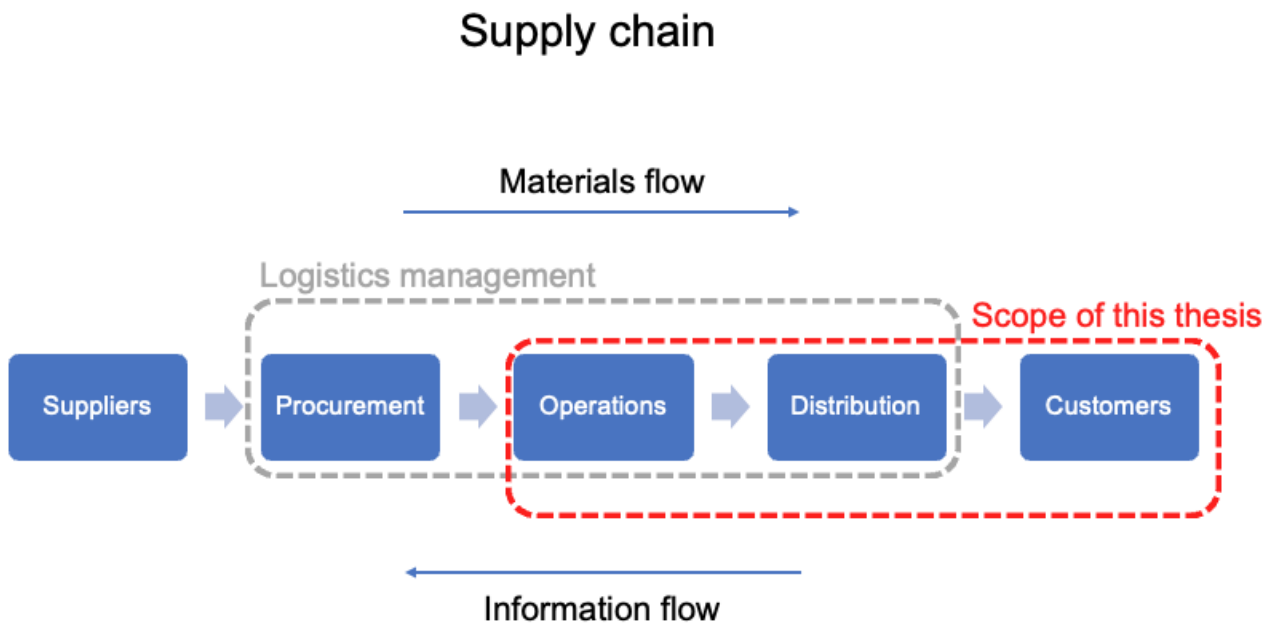 Supply chain
Materials flow
Logistics management
Scope of this thesis
Suppliers
Procurement
Operations
Distribution
Customers
Information flow